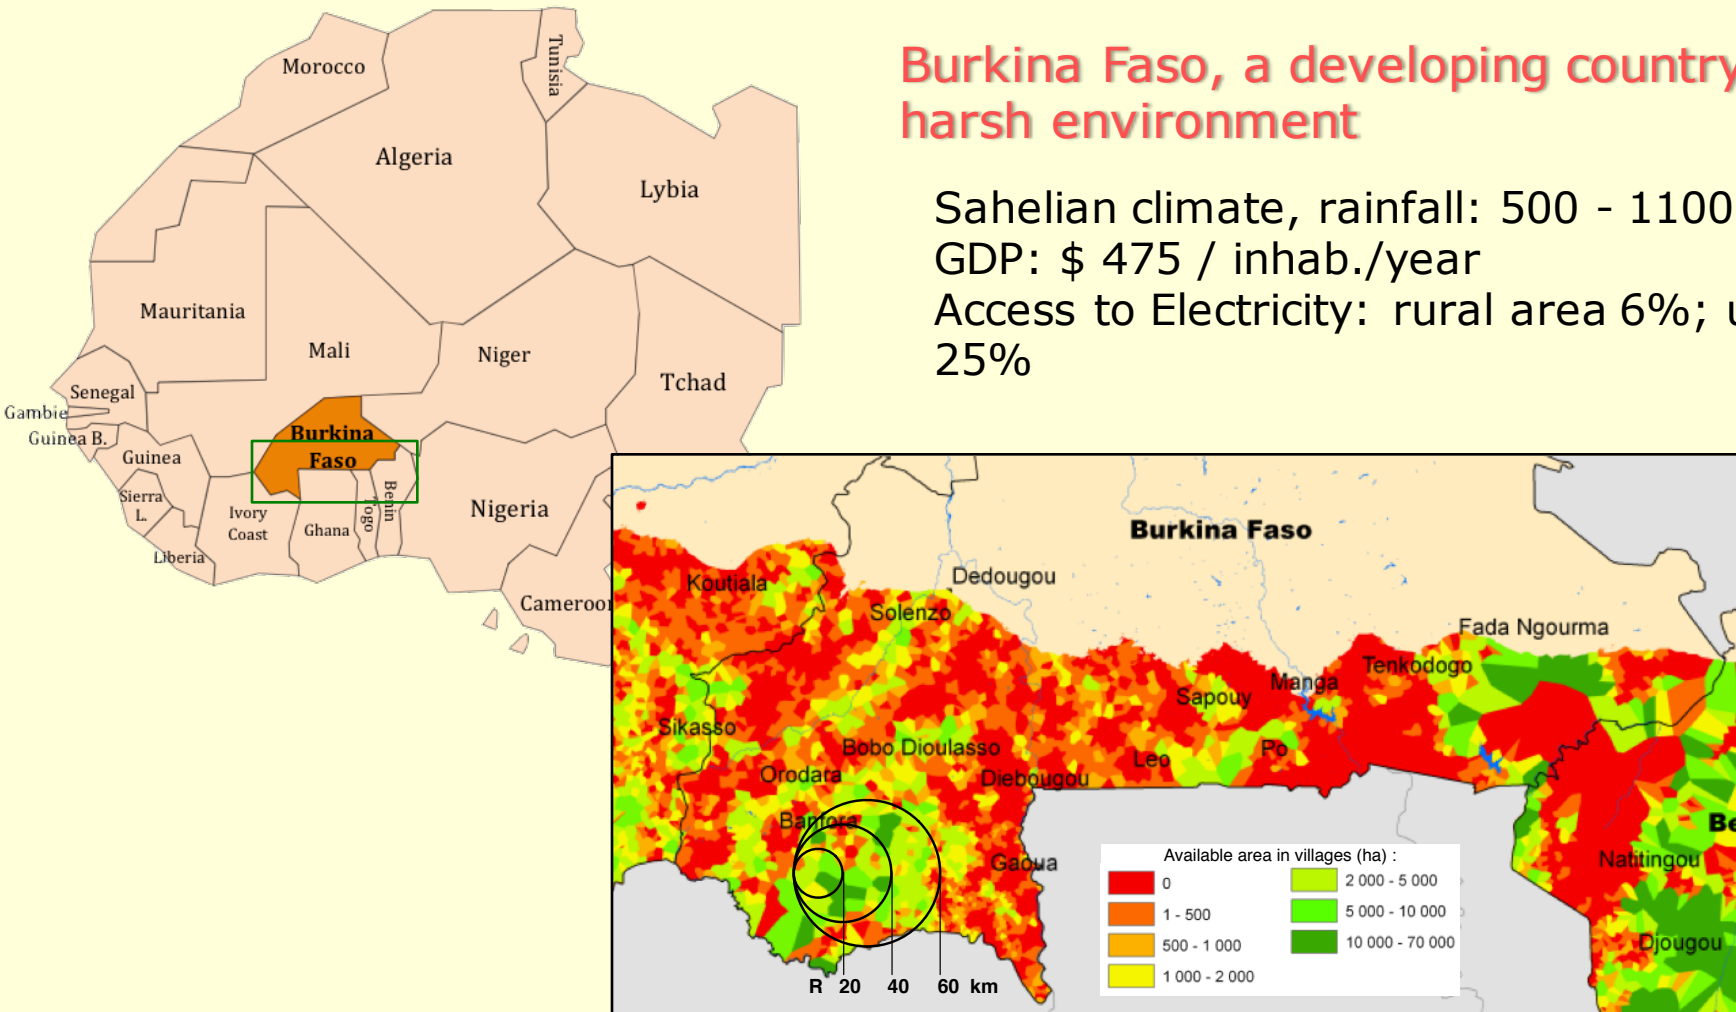 Burkina Faso, a developing country
harsh environment
Sahelian climate, rainfall: 500 - 1100
GDP: $ 475 / inhab./year
Access to Electricity: rural area 6%;
25%
Morocco
Tunisia
Algeria
Lybia
Mauritania
Mali
Niger
Tchad
Senegal
Gambie
Guinea B.
Guinea
Sierra
L.
Liberia
Ivory
Coast
Ghana
Togo
Benin
Burkina
Faso
Nigeria
Cameroo
Burkina Faso
Koutiala
Dedougou
Solenzo
Fada Ngourma
Tenkodogo
Manga
Sapouy
Sikasso
Bobo Dioulasso
Po
Leo
Orodara
Diebougou
Banfora
Gaoua
Natitingou
Djougou
Be
Available area in villages (ha) :
0
1 - 500
500 - 1 000
1 000 - 2 000
2 000 - 5 000
5 000 - 10 000
10 000 - 70 000
R 20 40 60 km